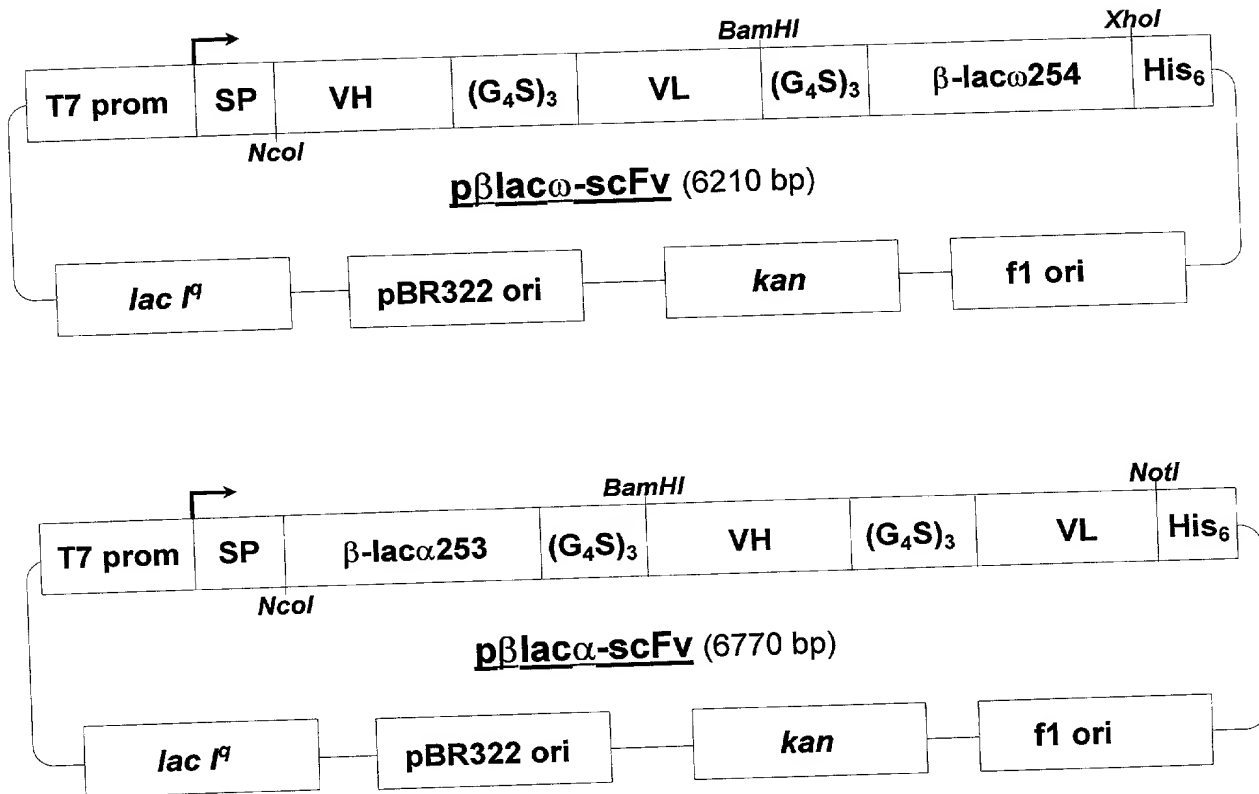 BamHI XhoI
T7 prom SP VH (G₄S)₃ VL (G₄S)₃ β-lacω254 His₆
NcoI
pβlacω-scFv (6210 bp)
lac Iq pBR322 ori kan f1 ori
BamHI NotI
T7 prom SP β-lacα253 (G₄S)₃ VH (G₄S)₃ VL His₆
NcoI
pβlacα-scFv (6770 bp)
lac Iq pBR322 ori kan f1 ori